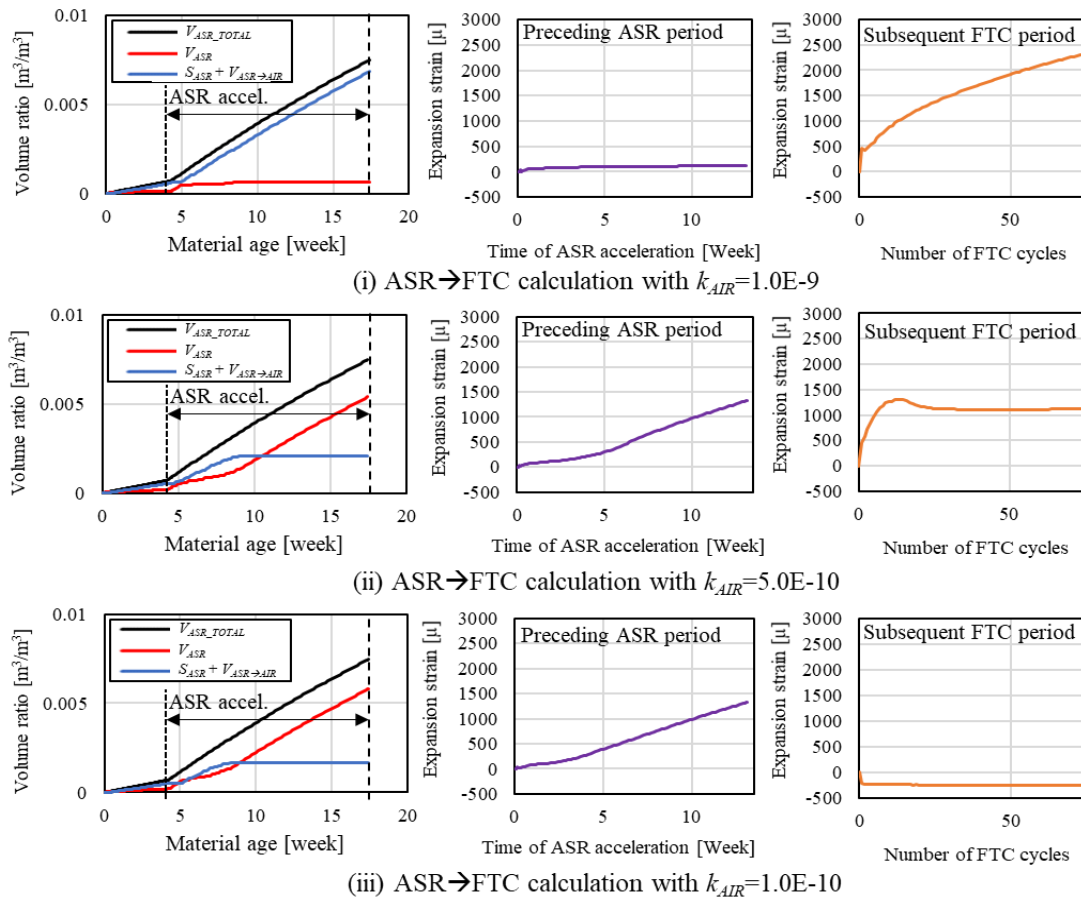 0.01
V_ASR_TOTAL
V_ASR
S_ASR + V_ASR→AIR
ASR accel.
0.005
0
0 5 10 15 20
Volume ratio [m³/m³]
Material age [week]
Preceding ASR period
3000
2500
2000
1500
1000
500
0
-500
0 5 10
Expansion strain [μ]
Time of ASR acceleration [Week]
Subsequent FTC period
3000
2500
2000
1500
1000
500
0
-500
0 50
Expansion strain [μ]
Number of FTC cycles
(i) ASR→FTC calculation with k_AIR=1.0E-9
0.01
V_ASR_TOTAL
V_ASR
S_ASR + V_ASR→AIR
ASR accel.
0.005
0
0 5 10 15 20
Volume ratio [m³/m³]
Material age [week]
Preceding ASR period
3000
2500
2000
1500
1000
500
0
-500
0 5 10
Expansion strain [μ]
Time of ASR acceleration [Week]
Subsequent FTC period
3000
2500
2000
1500
1000
500
0
-500
0 50
Expansion strain [μ]
Number of FTC cycles
(ii) ASR→FTC calculation with k_AIR=5.0E-10
0.01
V_ASR_TOTAL
V_ASR
S_ASR + V_ASR→AIR
ASR accel.
0.005
0
0 5 10 15 20
Volume ratio [m³/m³]
Material age [week]
Preceding ASR period
3000
2500
2000
1500
1000
500
0
-500
0 5 10
Expansion strain [μ]
Time of ASR acceleration [Week]
Subsequent FTC period
3000
2500
2000
1500
1000
500
0
-500
0 50
Expansion strain [μ]
Number of FTC cycles
(iii) ASR→FTC calculation with k_AIR=1.0E-10